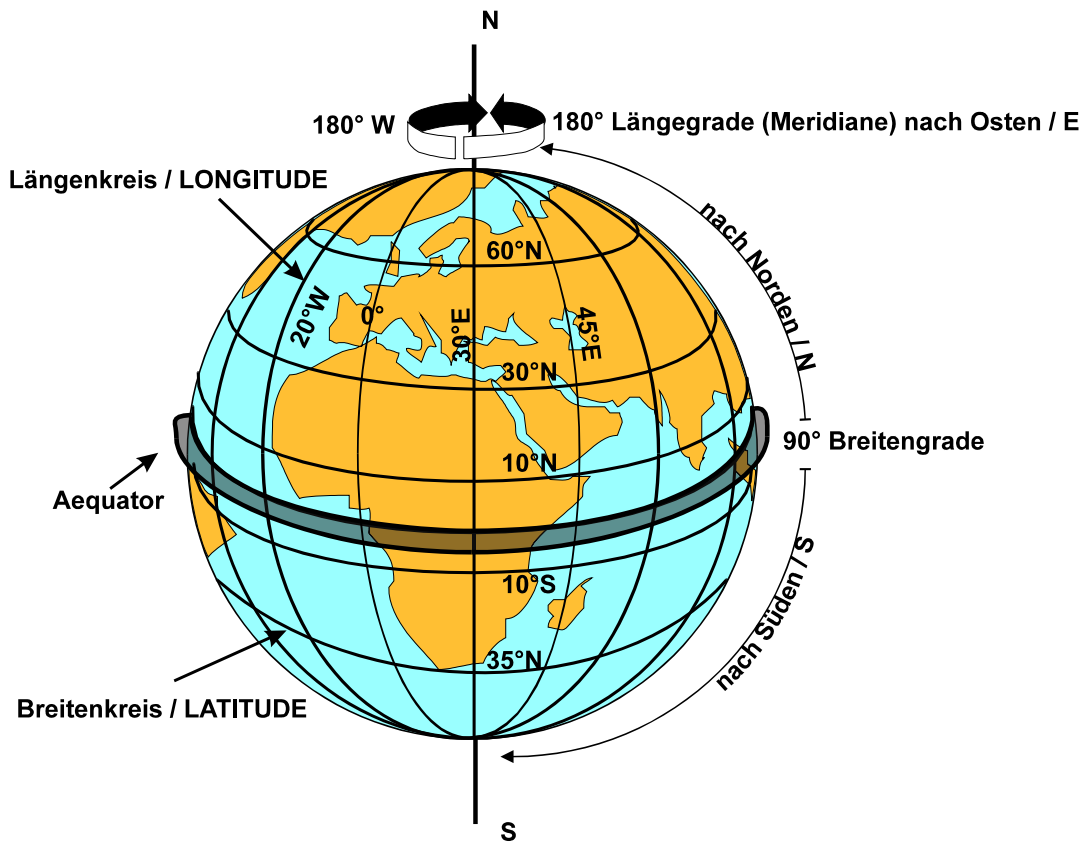 N
180° W
180° Längegrade (Meridiane) nach Osten / E
Längenkreis / LONGITUDE
nach Norden / N
60°N
20°W
0°
30°E
45°E
30°N
90° Breitengrade
10°N
Aequator
10°S
nach Süden / S
35°N
Breitenkreis / LATITUDE
S